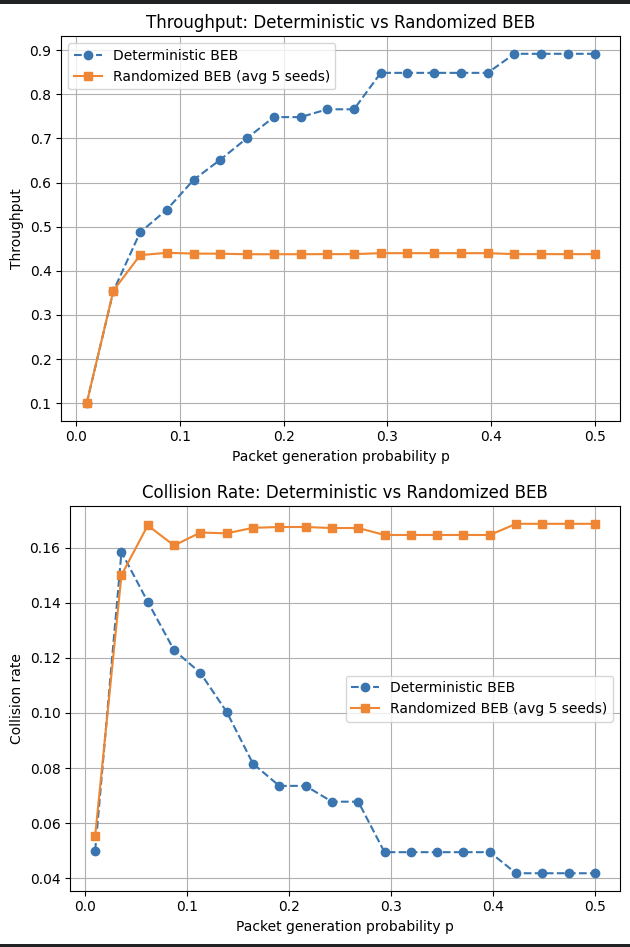 Throughput: Deterministic vs Randomized BEB
Deterministic BEB
Randomized BEB (avg 5 seeds)
0.9
0.8
0.7
0.6
0.5
0.4
0.3
0.2
0.1
Throughput
0.0 0.1 0.2 0.3 0.4 0.5
Packet generation probability p
Collision Rate: Deterministic vs Randomized BEB
0.16
0.14
0.12
0.10
0.08
0.06
0.04
Collision rate
Deterministic BEB
Randomized BEB (avg 5 seeds)
0.0 0.1 0.2 0.3 0.4 0.5
Packet generation probability p